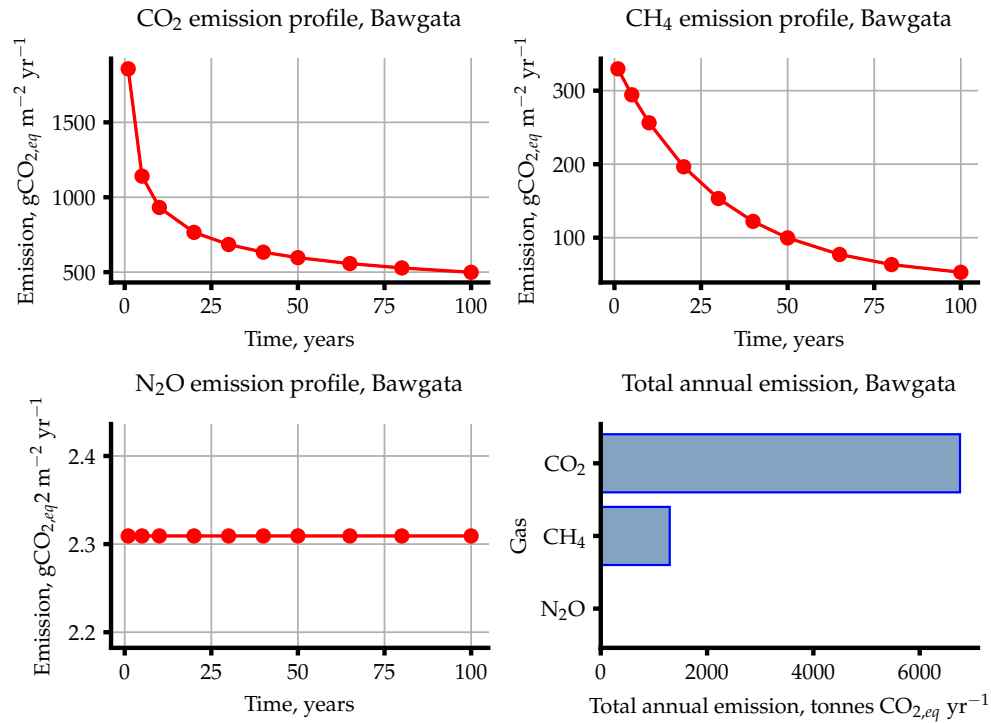 CO₂ emission profile, Bawgata
Emission, gCO₂,eq m⁻² yr⁻¹
1500
1000
500
0 25 50 75 100
Time, years
CH₄ emission profile, Bawgata
Emission, gCO₂,eq m⁻² yr⁻¹
300
200
100
0 25 50 75 100
Time, years
N₂O emission profile, Bawgata
Emission, gCO₂,eq2 m⁻² yr⁻¹
2.4
2.3
2.2
0 25 50 75 100
Time, years
Total annual emission, Bawgata
Gas
CO₂
CH₄
N₂O
0 2000 4000 6000
Total annual emission, tonnes CO₂,eq yr⁻¹